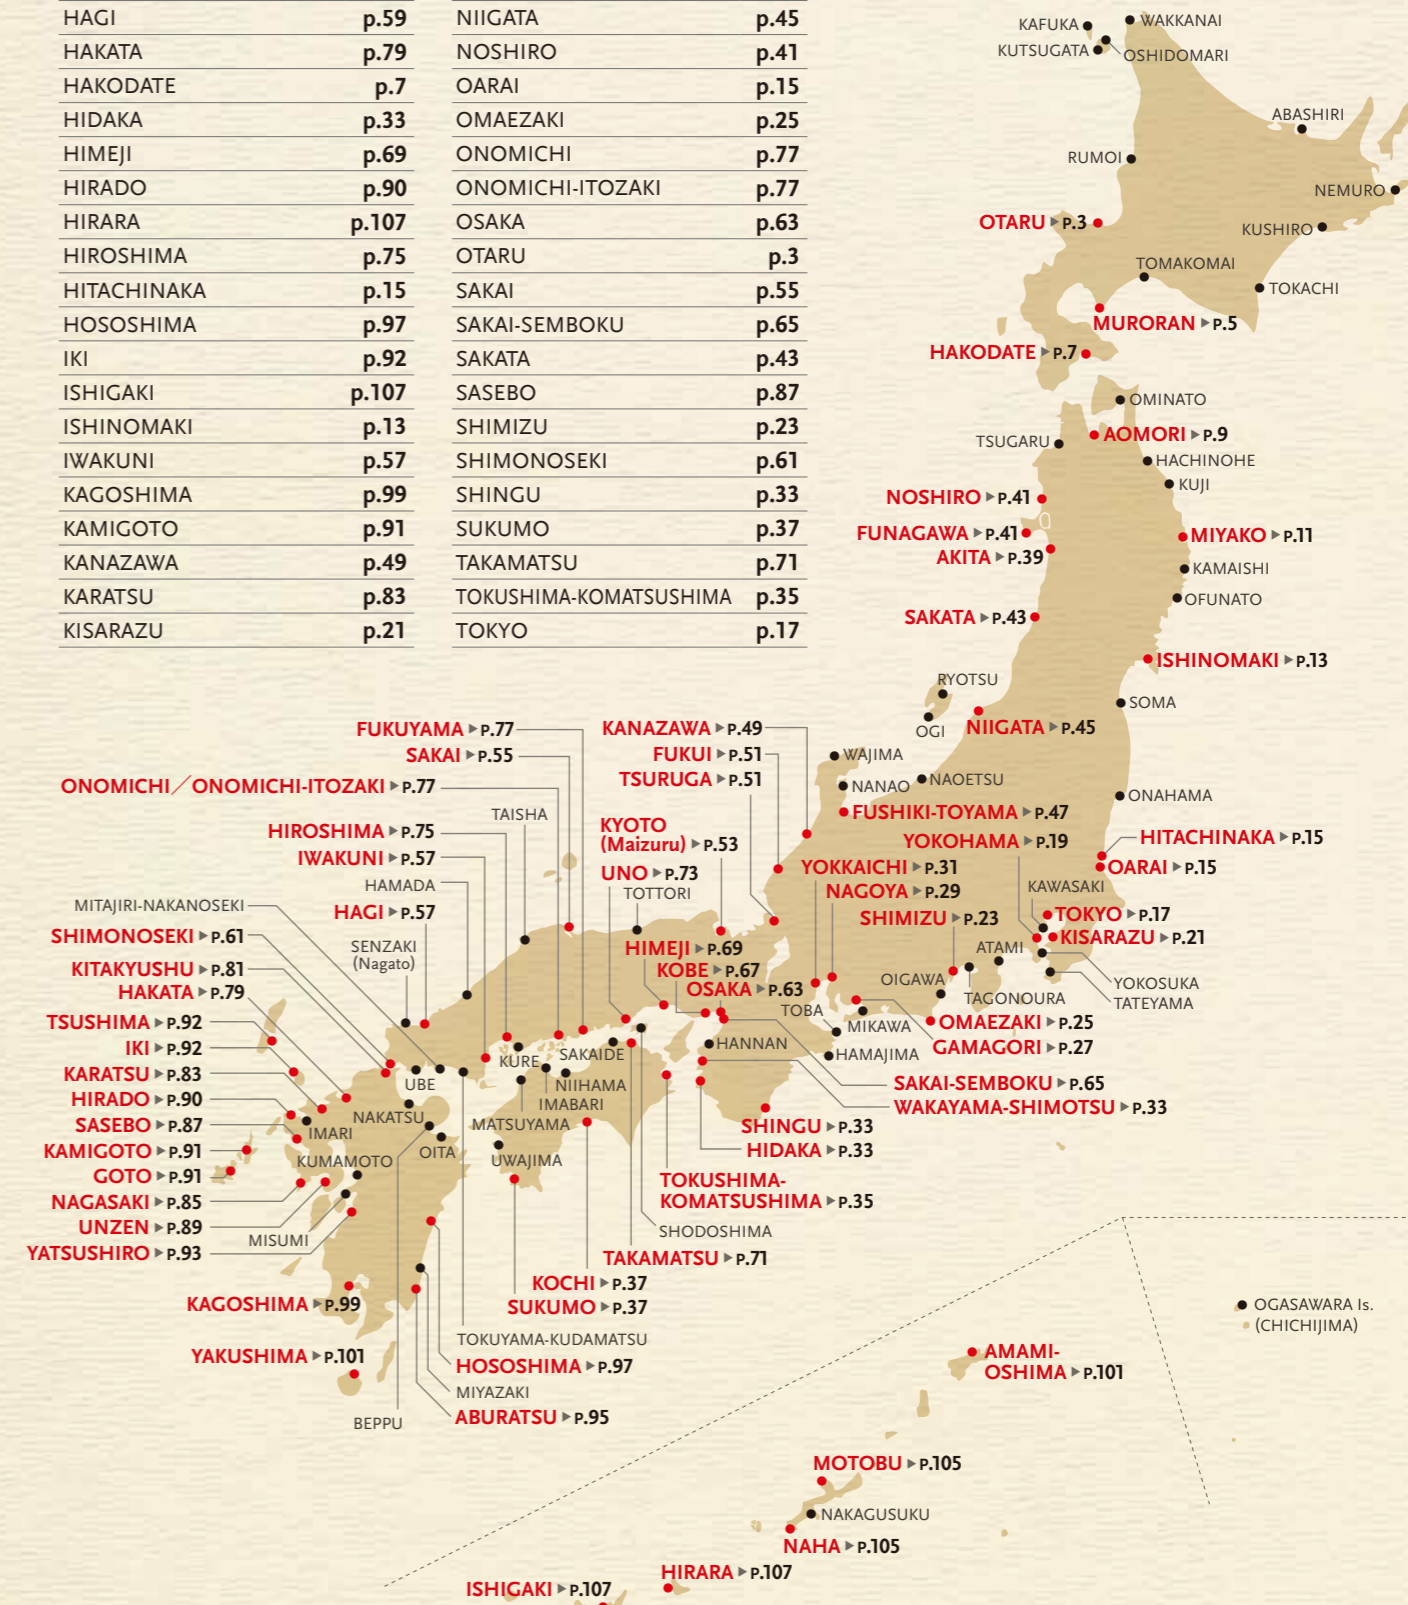 HAGI p.59
HAKATA p.79
HAKODATE p.7
HIDAKA p.33
HIMEJI p.69
HIRADO p.90
HIRARA p.107
HIROSHIMA p.75
HITACHINAKA p.15
HOSOSHIMA p.97
IKI p.92
ISHIGAKI p.107
ISHINOMAKI p.13
IWAKUNI p.57
KAGOSHIMA p.99
KAMIGOTO p.91
KANAZAWA p.49
KARATSU p.83
KISARAZU p.21
NIIGATA p.45
NOSHIRO p.41
OARAI p.15
OMAEZAKI p.25
ONOMICHI p.77
ONOMICHI-ITOZAKI p.77
OSAKA p.63
OTARU p.3
SAKAI p.55
SAKAI-SEMBOKU p.65
SAKATA p.43
SASEBO p.87
SHIMIZU p.23
SHIMONOSEKI p.61
SHINGU p.33
SUKUMO p.37
TAKAMATSU p.71
TOKUSHIMA-KOMATSUSHIMA p.35
TOKYO p.17
KAFUKA
WAKKANAI
KUTSUGATA
OSHIDOMARI
ABASHIRI
RUMOI
NEMURO
OTARU ▶ P.3
KUSHIRO
TOMAKOMAI
TOKACHI
MURORAN ▶ P.5
HAKODATE ▶ P.7
OMINATO
TSUGARU
AOMORI ▶ P.9
HACHINOHE
KUJI
NOSHIRO ▶ P.41
FUNAGAWA ▶ P.41
MIYAKO ▶ P.11
AKITA ▶ P.39
KAMAISHI
OFUNATO
SAKATA ▶ P.43
ISHINOMAKI ▶ P.13
RYOTSU
SOMA
OGI
NIIGATA ▶ P.45
FUKUYAMA ▶ P.77
KANAZAWA ▶ P.49
SAKAI ▶ P.55
FUKUI ▶ P.51
WAJIMA
TSURUGA ▶ P.51
NANAO
NAOETSU
ONOMICHI／ONOMICHI-ITOZAKI ▶ P.77
ONAHAMA
TAISHA
FUSHIKI-TOYAMA ▶ P.47
HIROSHIMA ▶ P.75
KYOTO
(Maizuru) ▶ P.53
YOKOHAMA ▶ P.19
HITACHINAKA ▶ P.15
IWAKUNI ▶ P.57
UNO ▶ P.73
YOKKAICHI ▶ P.31
OARAI ▶ P.15
HAMADA
TOTTORI
NAGOYA ▶ P.29
KAWASAKI
MITAJIRI-NAKANOSEKI
HAGI ▶ P.57
SHIMIZU ▶ P.23
TOKYO ▶ P.17
SHIMONOSEKI ▶ P.61
KISARAZU ▶ P.21
SENZAKI
(Nagato)
HIMEJI ▶ P.69
ATAMI
KITAKYUSHU ▶ P.81
KOBE ▶ P.67
OIGAWA
YOKOSUKA
HAKATA ▶ P.79
OSAKA ▶ P.63
TAGONOURA
TATEYAMA
TOBA
TSUSHIMA ▶ P.92
MIKAWA
OMAEZAKI ▶ P.25
IKI ▶ P.92
KURE
SAKAIDE
HANNAN
HAMAJIMA
GAMAGORI ▶ P.27
KARATSU ▶ P.83
UBE
NIIHAMA
SAKAI-SEMBOKU ▶ P.65
HIRADO ▶ P.90
IMABARI
WAKAYAMA-SHIMOTSU ▶ P.33
SASEBO ▶ P.87
NAKATSU
MATSUYAMA
SHINGU ▶ P.33
IMARI
KAMIGOTO ▶ P.91
OITA
HIDAKA ▶ P.33
KUMAMOTO
UWAJIMA
GOTO ▶ P.91
TOKUSHIMA-
KOMATSUSHIMA ▶ P.35
NAGASAKI ▶ P.85
UNZEN ▶ P.89
MISUMI
SHODOSHIMA
YATSUSHIRO ▶ P.93
TAKAMATSU ▶ P.71
KOCHI ▶ P.37
KAGOSHIMA ▶ P.99
SUKUMO ▶ P.37
OGASAWARA Is.
(CHICHIJIMA)
TOKUYAMA-KUDAMATSU
YAKUSHIMA ▶ P.101
HOSOSHIMA ▶ P.97
AMAMI-
OSHIMA ▶ P.101
MIYAZAKI
BEPPU
ABURATSU ▶ P.95
MOTOBU ▶ P.105
NAKAGUSUKU
NAHA ▶ P.105
HIRARA ▶ P.107
ISHIGAKI ▶ P.107